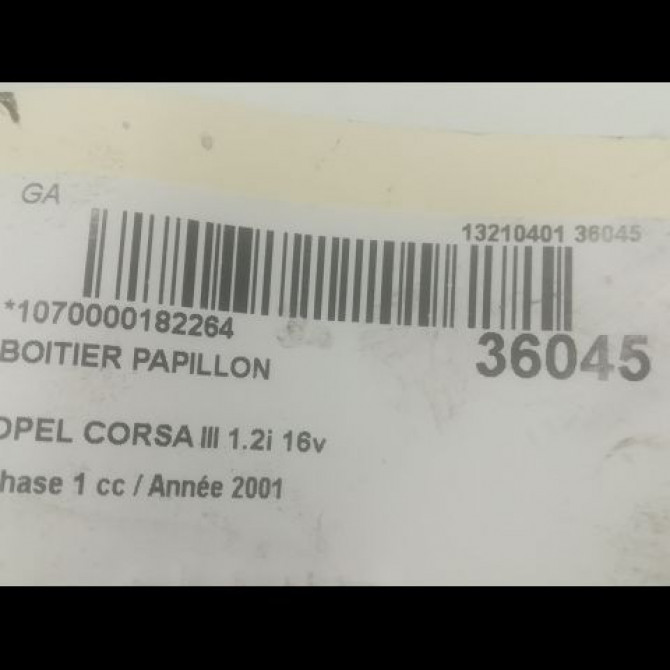 GA
13210401 36045
*1070000182264
36045
BOITIER PAPILLON
OPEL CORSA III 1.2i 16v
hase 1 cc / Année 2001